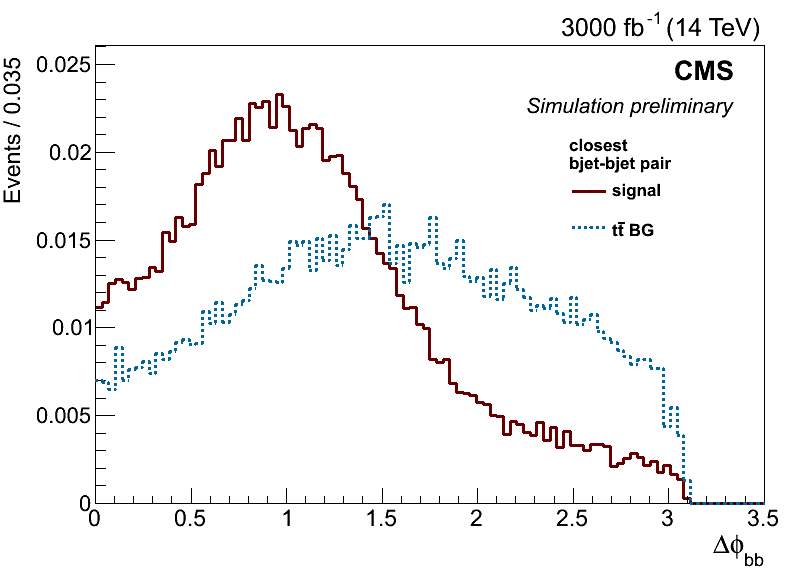 3000 fb⁻¹ (14 TeV)
CMS
Simulation preliminary
closest
bjet-bjet pair
signal
tt̄ BG
Events / 0.035
0.025
0.02
0.015
0.01
0.005
0
0 0.5 1 1.5 2 2.5 3 3.5
Δϕ_bb